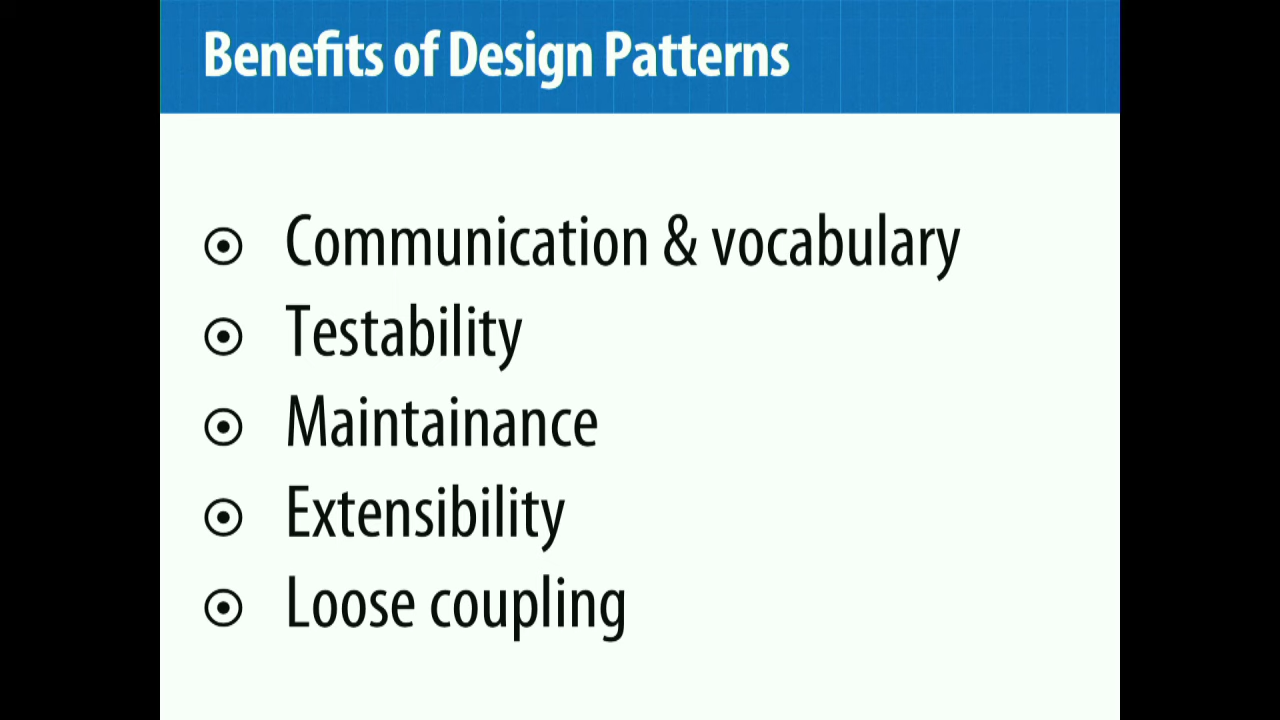 Benefits of Design Patterns
Communication & vocabulary
Testability
Maintainance
Extensibility
Loose coupling